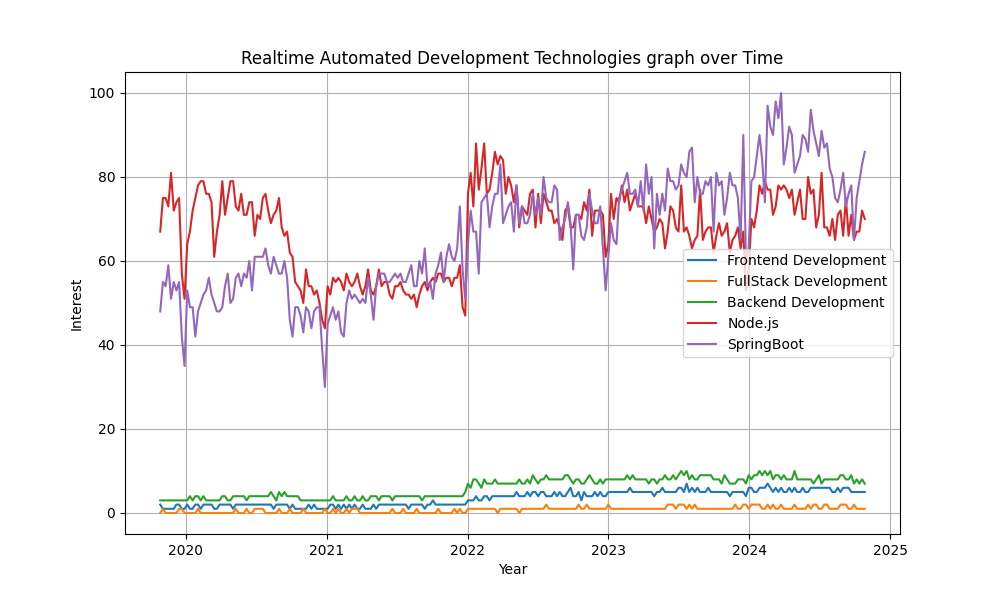 Realtime Automated Development Technologies graph over Time
100
80
60
40
20
0
Interest
Frontend Development
FullStack Development
Backend Development
Node.js
SpringBoot
2020
2021
2022
2023
2024
2025
Year